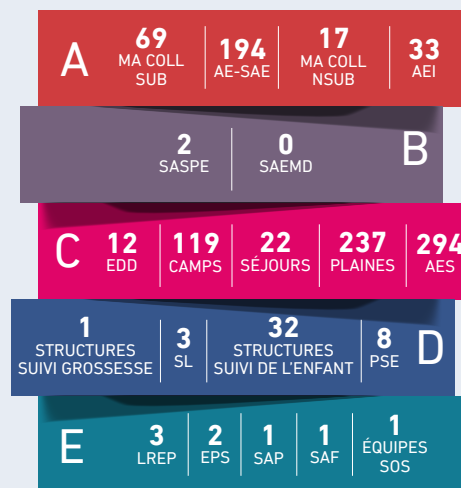 A
69
MA COLL
SUB
194
AE-SAE
17
MA COLL
NSUB
33
AEI
2
SASPE
0
SAEMD
B
C
12
EDD
119
CAMPS
22
SÉJOURS
237
PLAINES
294
AES
1
STRUCTURES
SUIVI GROSSESSE
3
SL
32
STRUCTURES
SUIVI DE L'ENFANT
8
PSE
D
E
3
LREP
2
EPS
1
SAP
1
SAF
1
ÉQUIPES
SOS